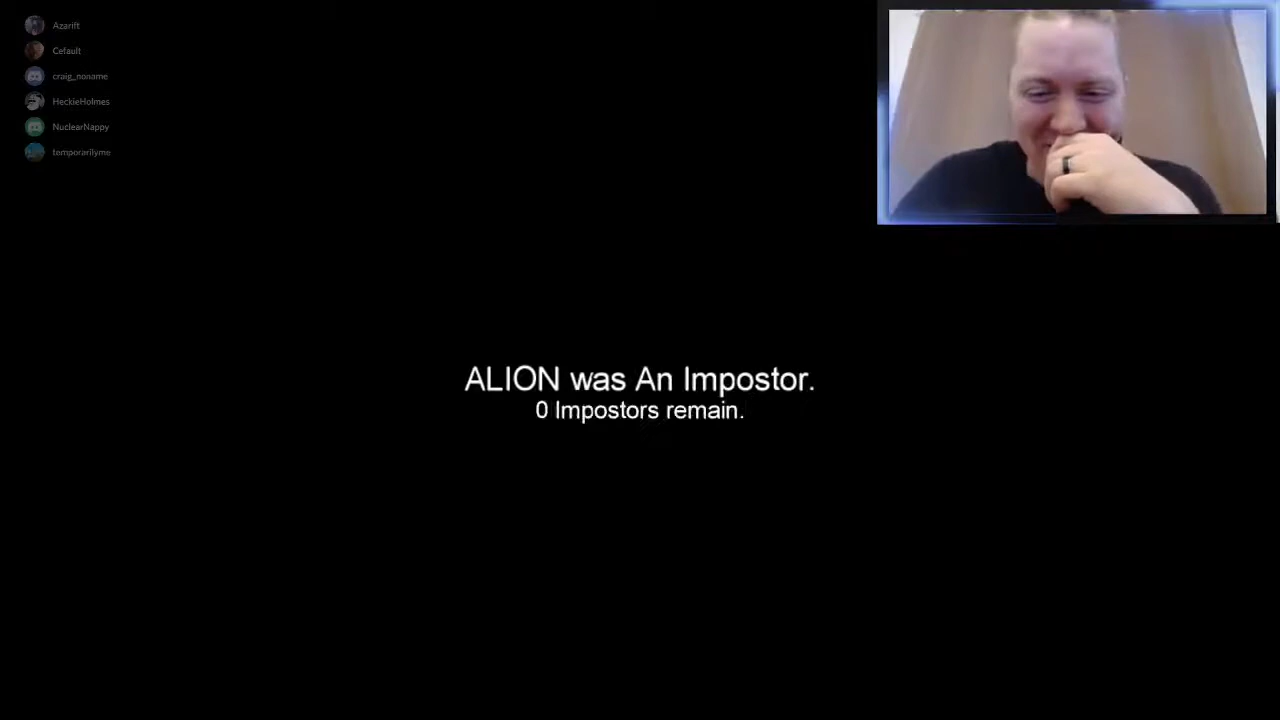 Azarift
Cefault
craig_noname
HeckieHolmes
NuclearNappy
temporarilyme
ALION was An Impostor.
0 Impostors remain.